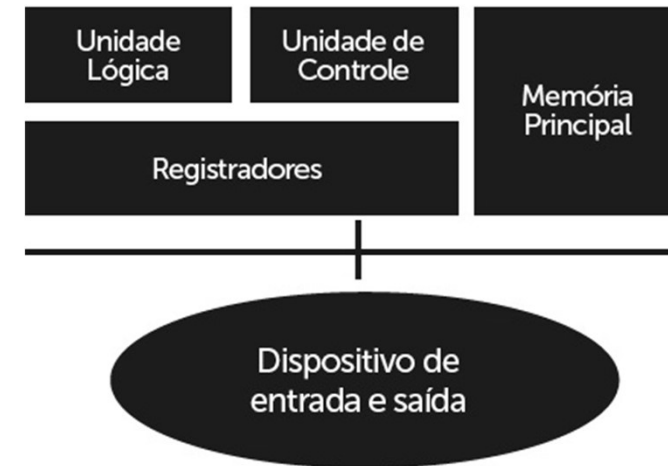 Unidade
Lógica
Unidade de
Controle
Memória
Principal
Registradores
Dispositivo de
entrada e saída